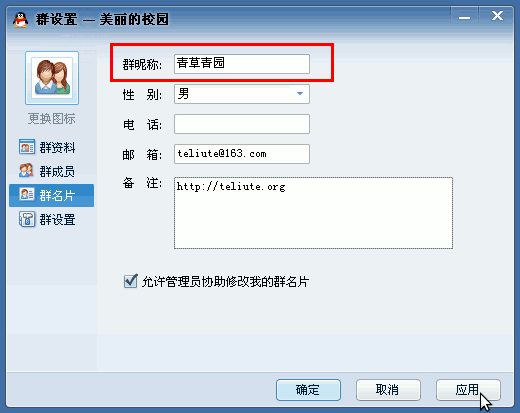 群设置 — 美丽的校园
更换图标
群资料
群成员
群名片
群设置
群昵称: 青草青园
性 别: 男
电 话:
邮 箱: teliute@163.com
备 注: http://teliute.org
允许管理员协助修改我的群名片
确定 取消 应用